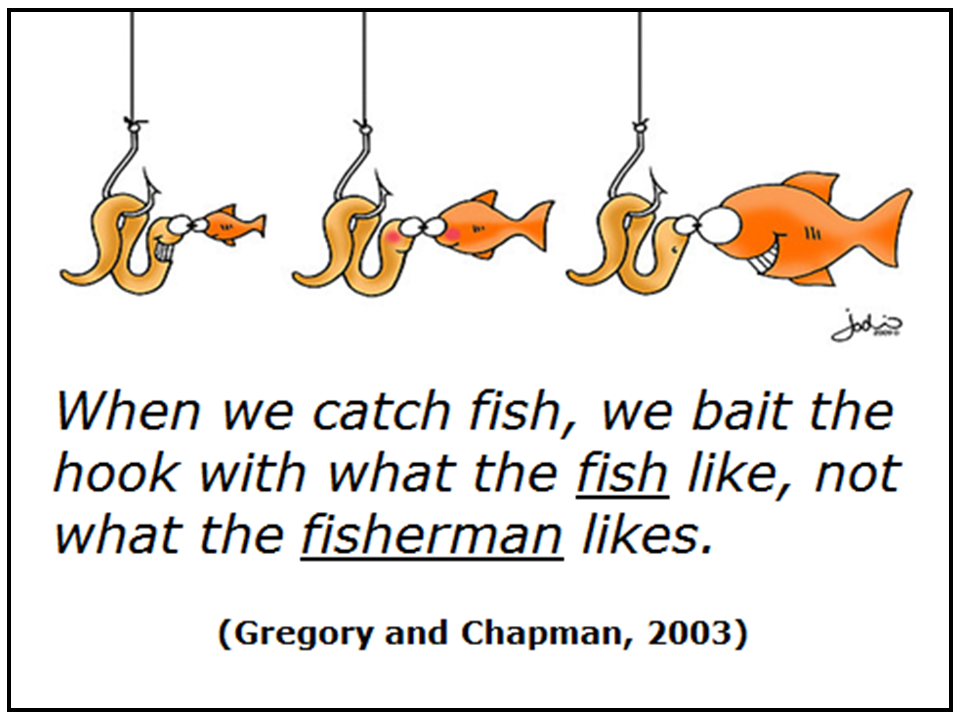 jodio
When we catch fish, we bait the
hook with what the fish like, not
what the fisherman likes.
(Gregory and Chapman, 2003)